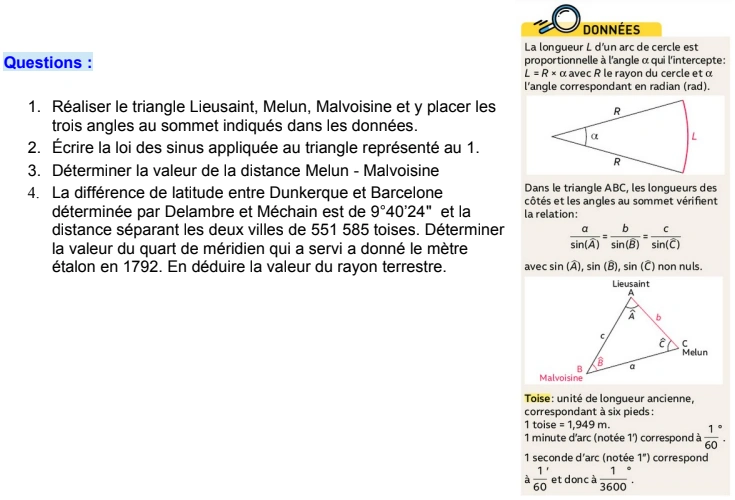 Questions :
1. Réaliser le triangle Lieusaint, Melun, Malvoisine et y placer les
trois angles au sommet indiqués dans les données.
2. Écrire la loi des sinus appliquée au triangle représenté au 1.
3. Déterminer la valeur de la distance Melun - Malvoisine
4. La différence de latitude entre Dunkerque et Barcelone
déterminée par Delambre et Méchain est de 9°40'24" et la
distance séparant les deux villes de 551 585 toises. Déterminer
la valeur du quart de méridien qui a servi a donné le mètre
étalon en 1792. En déduire la valeur du rayon terrestre.
DONNÉES
La longueur L d'un arc de cercle est
proportionnelle à l'angle α qui l'intercepte:
L = R × α avec R le rayon du cercle et α
l'angle correspondant en radian (rad).
R
α
L
R
Dans le triangle ABC, les longueurs des
côtés et les angles au sommet vérifient
la relation:
a/sin(Â) = b/sin(B̂) = c/sin(Ĉ)
avec sin (Â), sin (B̂), sin (Ĉ) non nuls.
Lieusaint
A
Â
b
c
Ĉ C
Melun
B̂
B
a
Malvoisine
Toise: unité de longueur ancienne,
correspondant à six pieds:
1 toise = 1,949 m.
1 minute d'arc (notée 1') correspond à 1°/60.
1 seconde d'arc (notée 1") correspond
à 1'/60 et donc à 1°/3600.